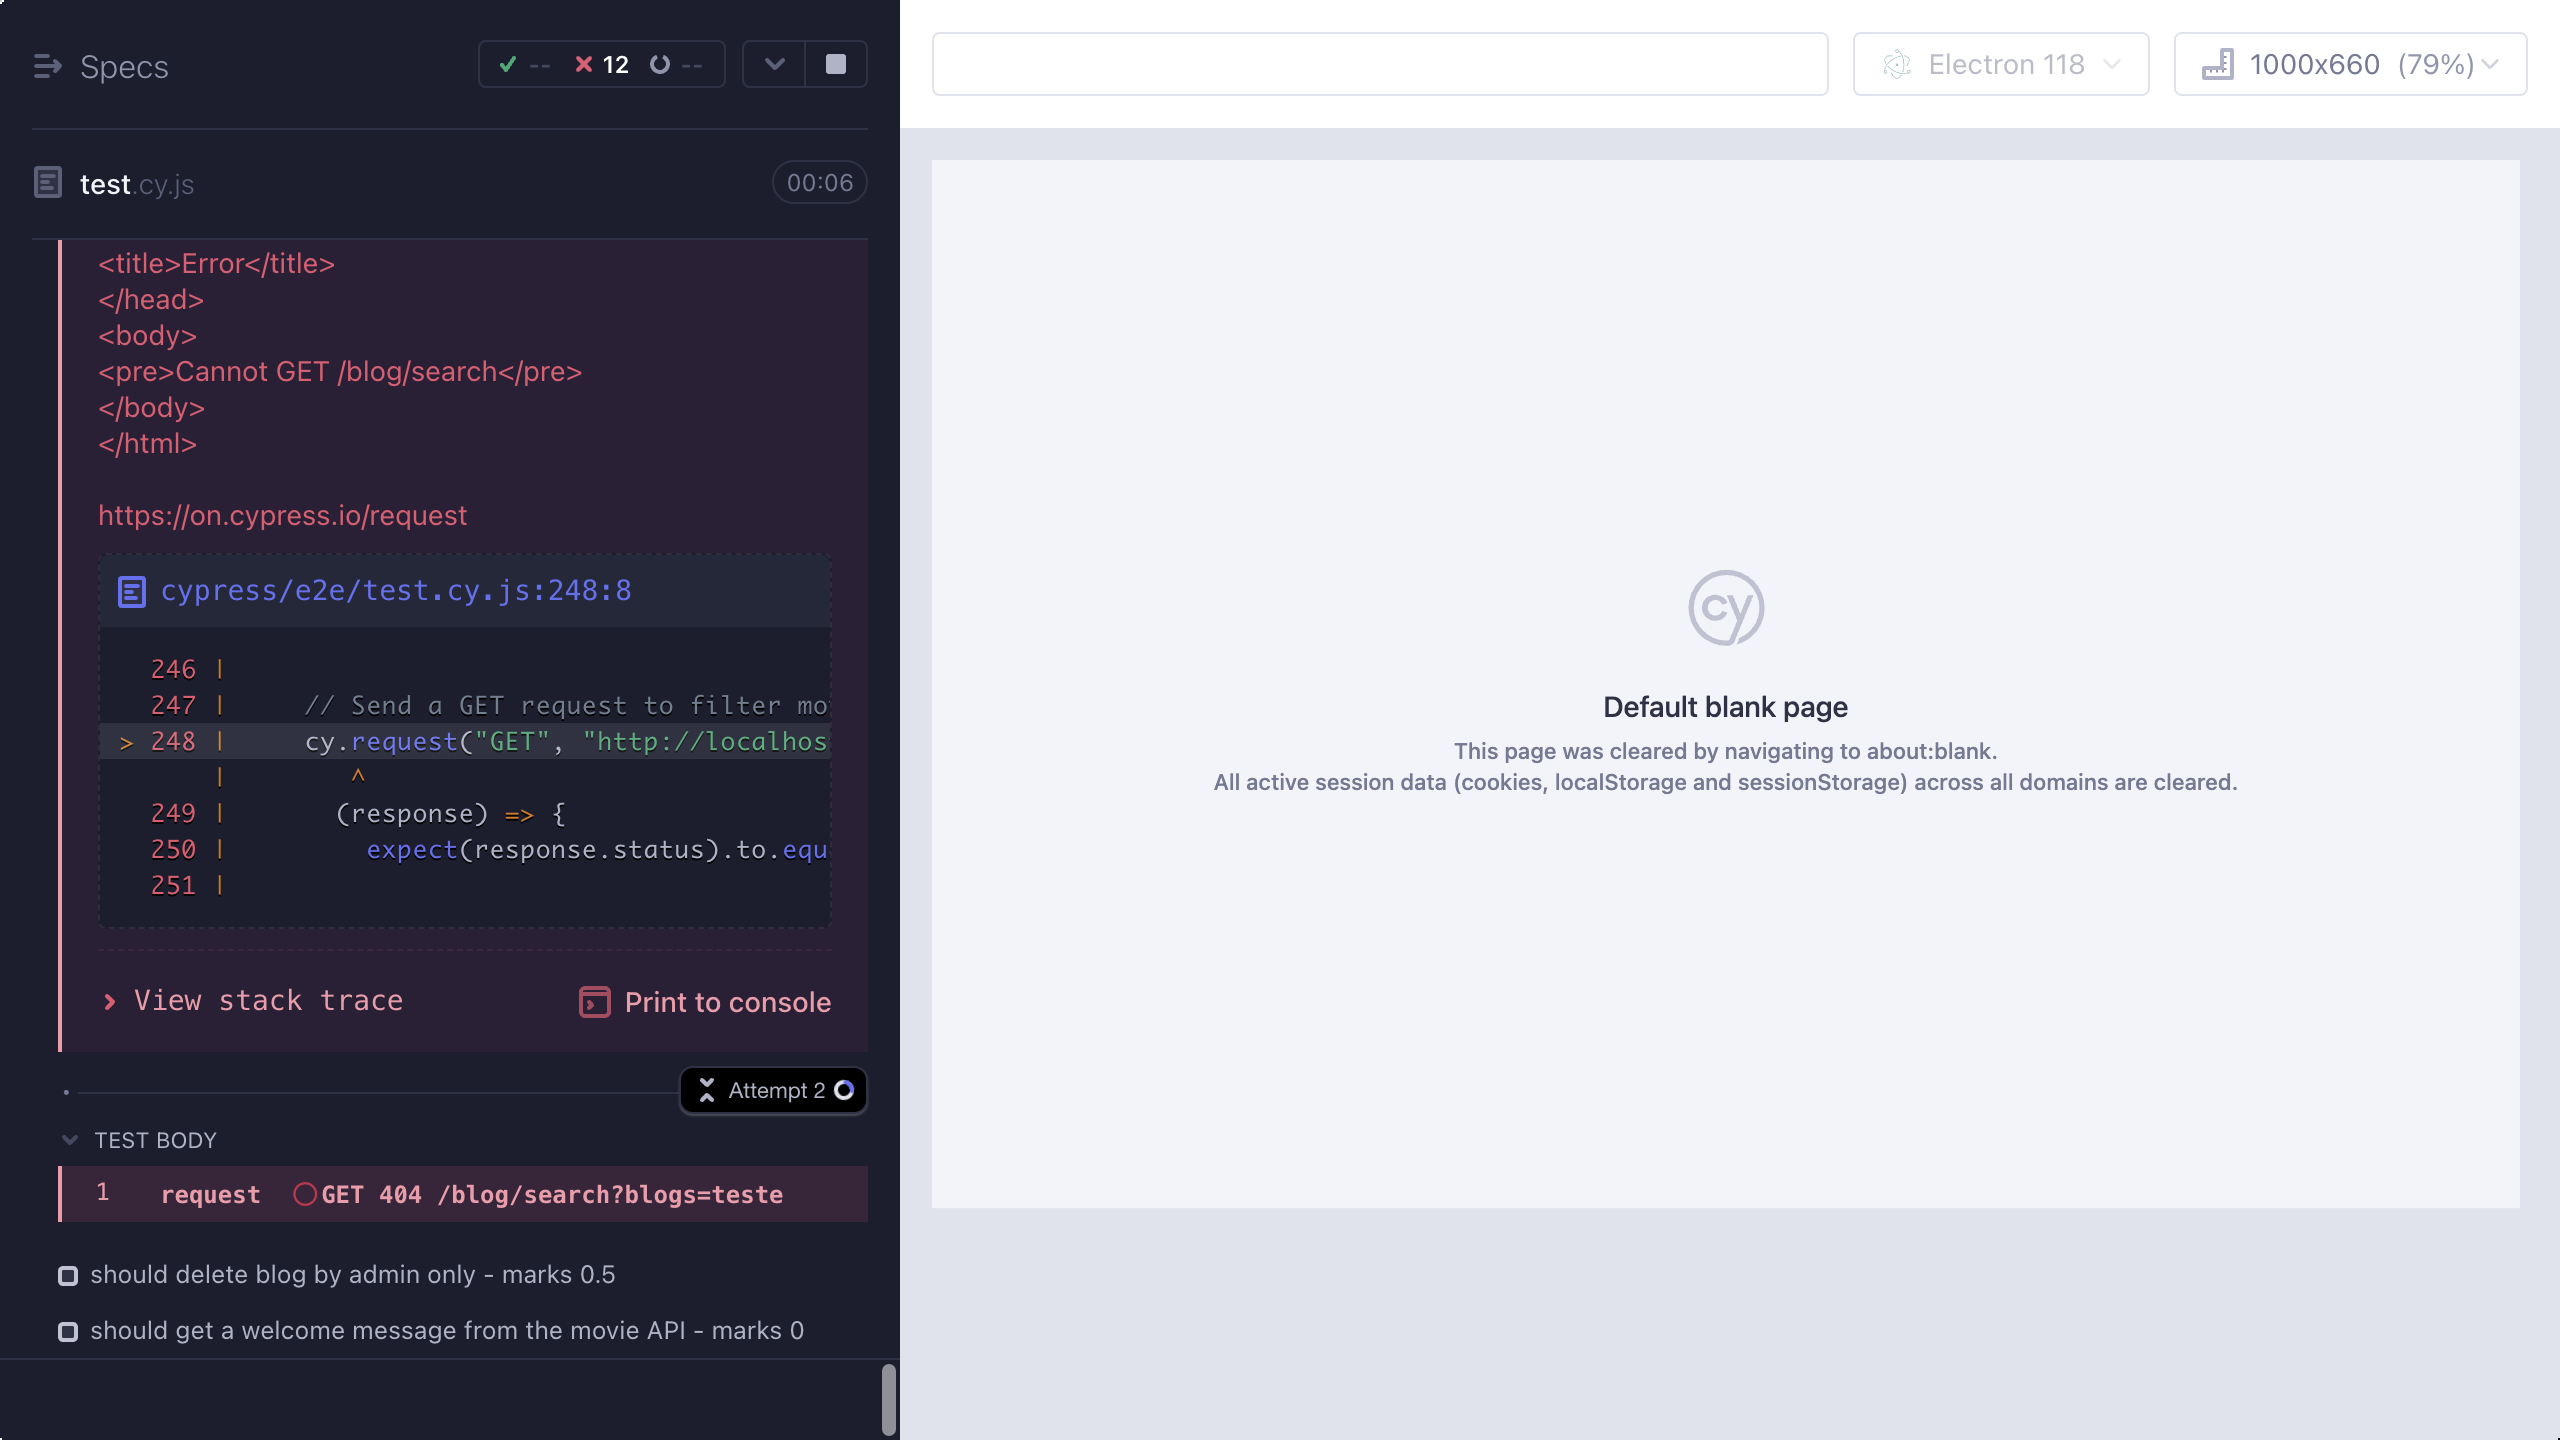 Specs
-- 12 --
test.cy.js
00:06
<title>Error</title>
</head>
<body>
<pre>Cannot GET /blog/search</pre>
</body>
</html>
https://on.cypress.io/request
cypress/e2e/test.cy.js:248:8
246 |
247 | // Send a GET request to filter mo
> 248 | cy.request("GET", "http://localhos
| ^
249 | (response) => {
250 | expect(response.status).to.equ
251 |
View stack trace
Print to console
Attempt 2
TEST BODY
1 request GET 404 /blog/search?blogs=teste
should delete blog by admin only - marks 0.5
should get a welcome message from the movie API - marks 0
Electron 118
1000x660 (79%)
cy
Default blank page
This page was cleared by navigating to about:blank.
All active session data (cookies, localStorage and sessionStorage) across all domains are cleared.